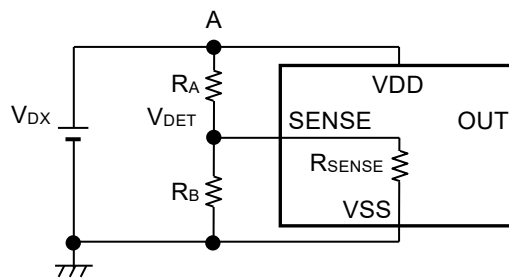 A
RA
VDD
VDX
VDET
SENSE
OUT
RSENSE
RB
VSS